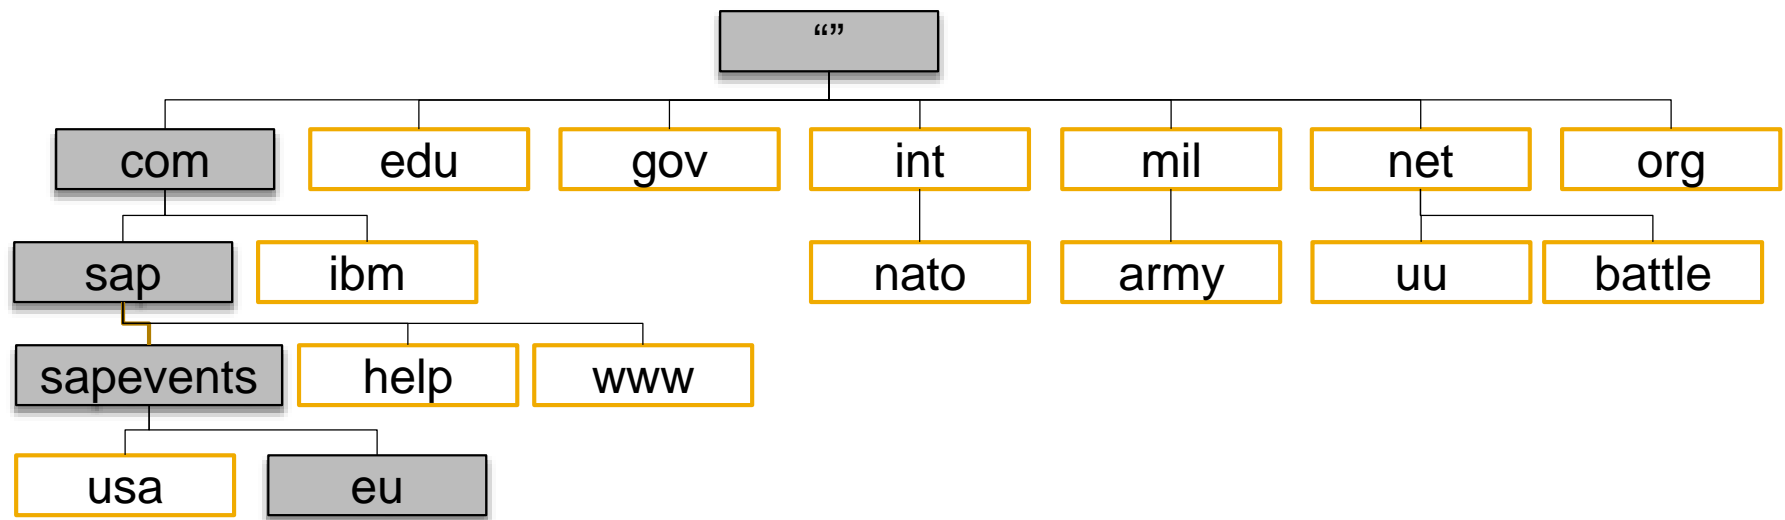 “”
com edu gov int mil net org
sap ibm nato army uu battle
sapevents help www
usa eu